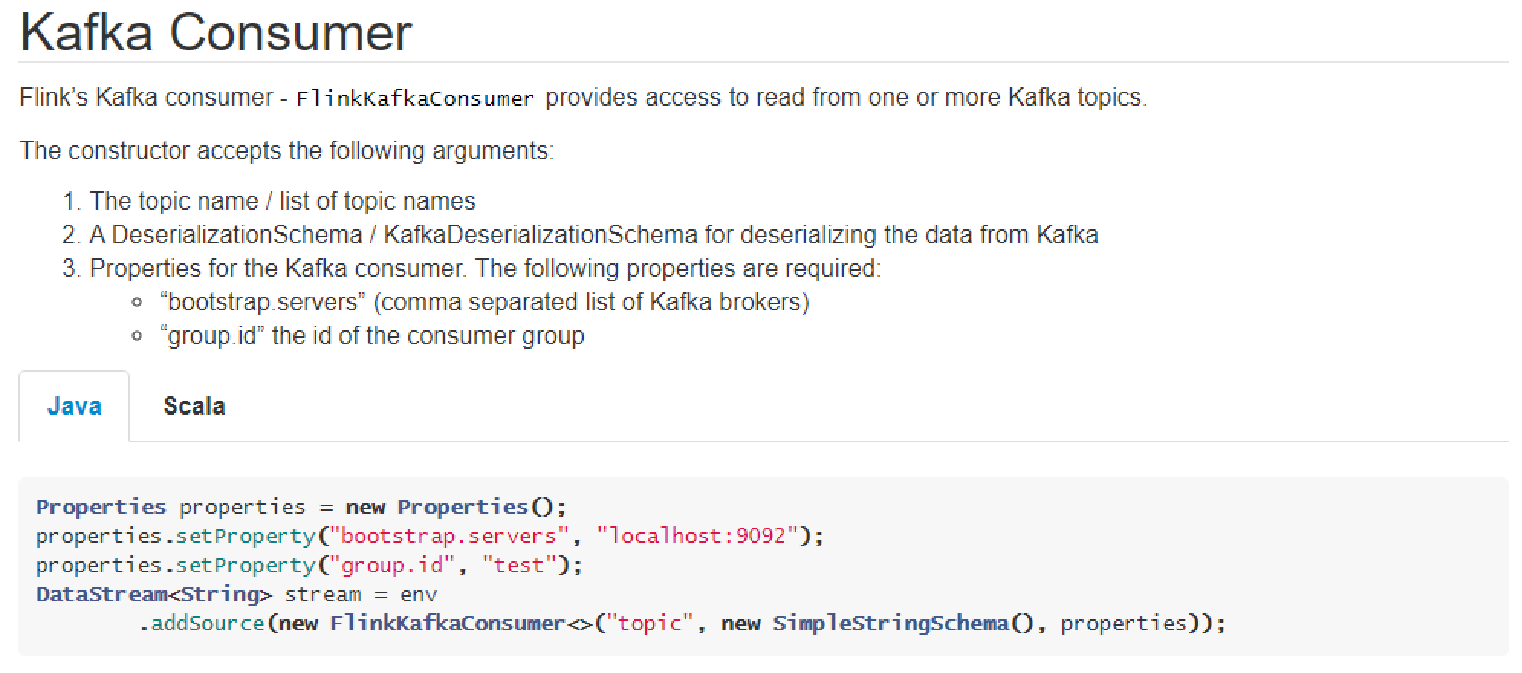 Kafka Consumer
Flink’s Kafka consumer - FlinkKafkaConsumer provides access to read from one or more Kafka topics.
The constructor accepts the following arguments:
1. The topic name / list of topic names
2. A DeserializationSchema / KafkaDeserializationSchema for deserializing the data from Kafka
3. Properties for the Kafka consumer. The following properties are required:
“bootstrap.servers” (comma separated list of Kafka brokers)
“group.id” the id of the consumer group
Java Scala
Properties properties = new Properties();
properties.setProperty("bootstrap.servers", "localhost:9092");
properties.setProperty("group.id", "test");
DataStream<String> stream = env
.addSource(new FlinkKafkaConsumer<>("topic", new SimpleStringSchema(), properties));